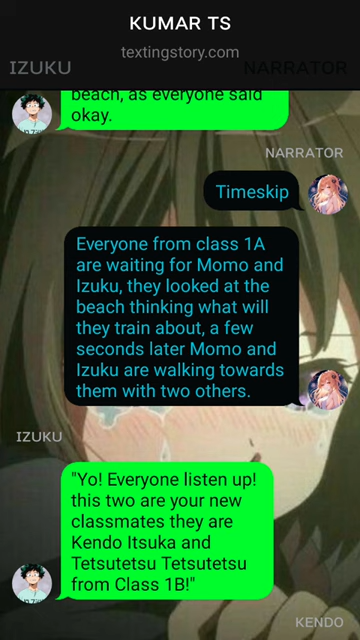 KUMAR TS
textingstory.com
IZUKU
NARRATOR
beach, as everyone said
okay.
NARRATOR
Timeskip
Everyone from class 1A
are waiting for Momo and
Izuku, they looked at the
beach thinking what will
they train about, a few
seconds later Momo and
Izuku are walking towards
them with two others.
IZUKU
"Yo! Everyone listen up!
this two are your new
classmates they are
Kendo Itsuka and
Tetsutetsu Tetsutetsu
from Class 1B!"
KENDO